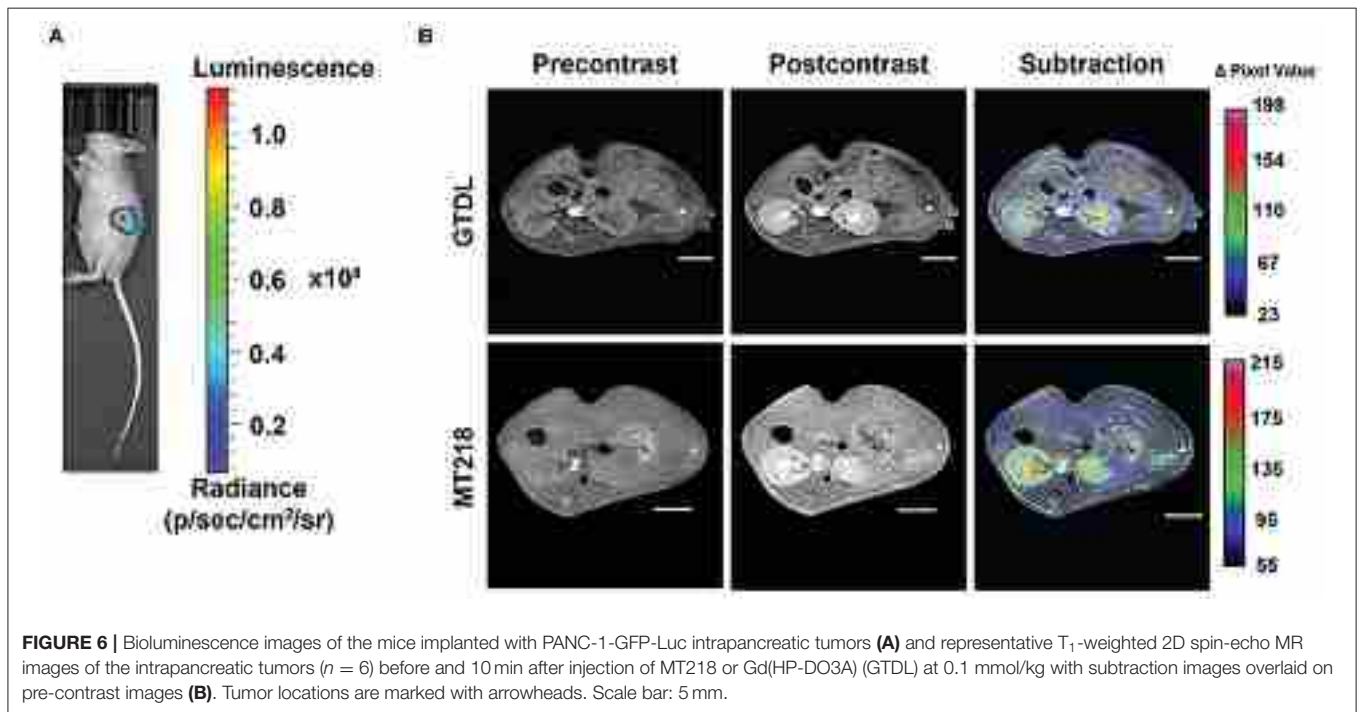 A
B
Luminescence
1.0
0.8
0.6
x10⁸
0.4
0.2
Radiance
(p/sec/cm²/sr)
Precontrast
Postcontrast
Subtraction
Δ Pixel Value
GTDL
198
154
110
67
23
MT218
215
175
135
95
55
FIGURE 6 | Bioluminescence images of the mice implanted with PANC-1-GFP-Luc intrapancreatic tumors (A) and representative T₁-weighted 2D spin-echo MR
images of the intrapancreatic tumors (n = 6) before and 10 min after injection of MT218 or Gd(HP-DO3A) (GTDL) at 0.1 mmol/kg with subtraction images overlaid on
pre-contrast images (B). Tumor locations are marked with arrowheads. Scale bar: 5 mm.